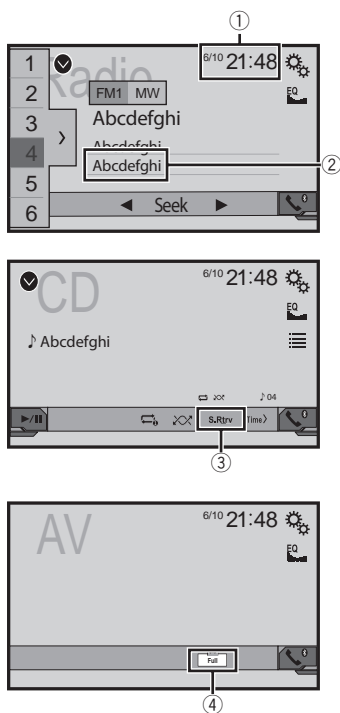 ①
1
2
3
4
5
6
Radio
6/10 21:48
EQ
FM1 MW
Abcdefghi
Abcdefghi
Abcdefghi
②
◄ Seek ►
CD
6/10 21:48
EQ
♪ Abcdefghi
♪ 04
S.Rtrv
Time>
③
AV
6/10 21:48
EQ
Full
④